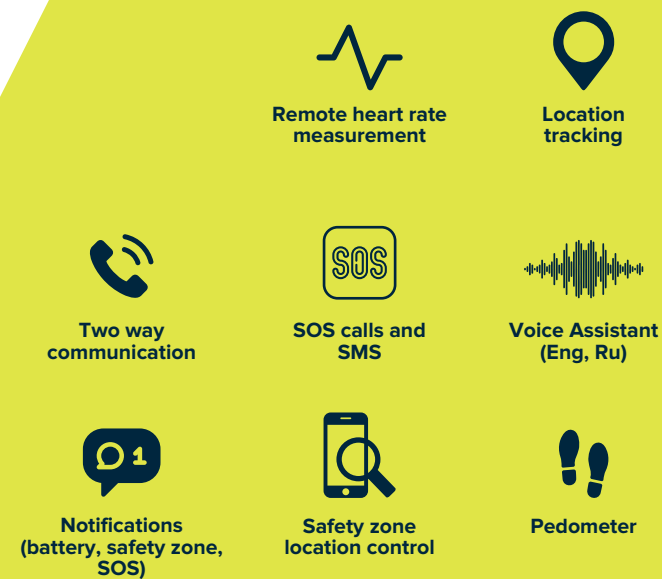 Remote heart rate
measurement
Location
tracking
Two way
communication
SOS
SOS calls and
SMS
Voice Assistant
(Eng, Ru)
1
Notifications
(battery, safety zone,
SOS)
Safety zone
location control
Pedometer